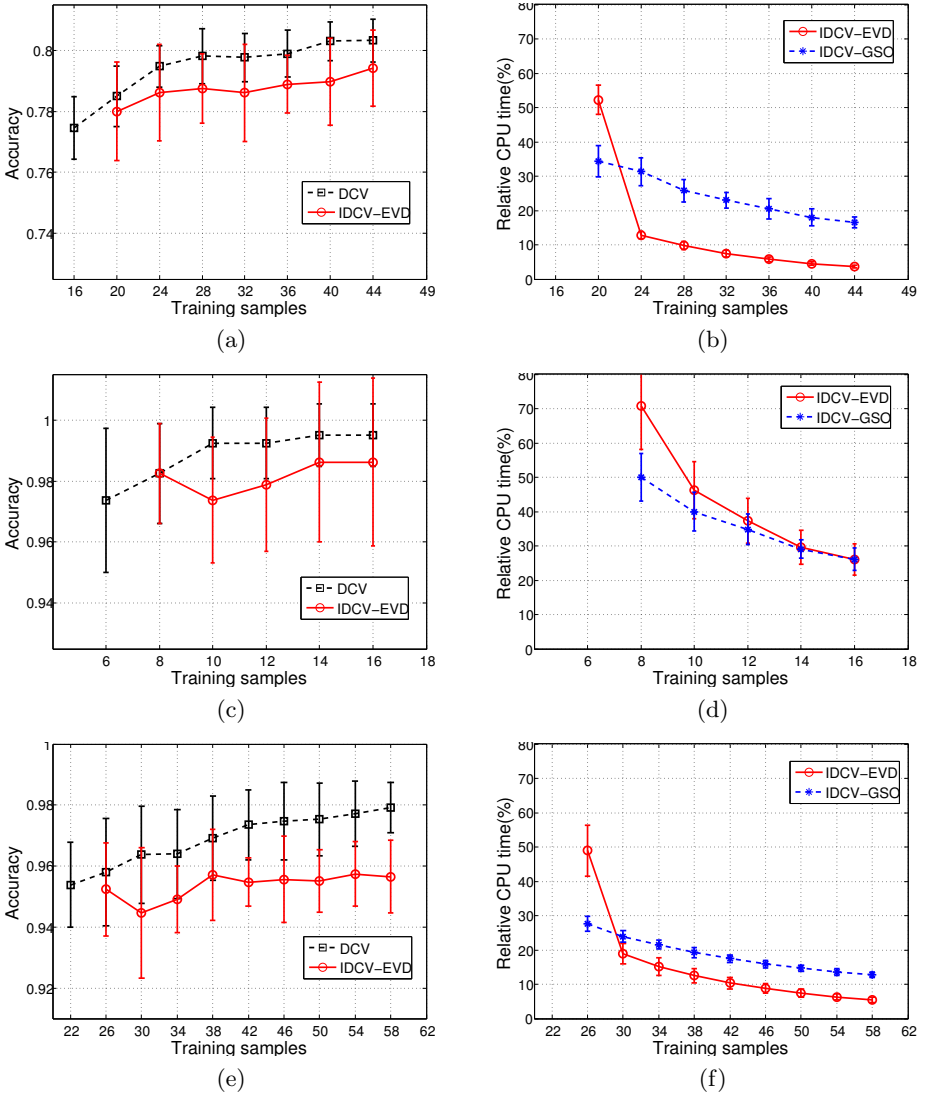 0.8
0.78
0.76
0.74
Accuracy
DCV
IDCV-EVD
16 20 24 28 32 36 40 44 49
Training samples
(a)
80
70
60
50
40
30
20
10
0
Relative CPU time(%)
IDCV-EVD
IDCV-GSO
16 20 24 28 32 36 40 44 49
Training samples
(b)
1
0.98
0.96
0.94
Accuracy
DCV
IDCV-EVD
6 8 10 12 14 16 18
Training samples
(c)
80
70
60
50
40
30
20
10
0
Relative CPU time(%)
IDCV-EVD
IDCV-GSO
6 8 10 12 14 16 18
Training samples
(d)
1
0.98
0.96
0.94
0.92
Accuracy
DCV
IDCV-EVD
22 26 30 34 38 42 46 50 54 58 62
Training samples
(e)
80
70
60
50
40
30
20
10
0
Relative CPU time(%)
IDCV-EVD
IDCV-GSO
22 26 30 34 38 42 46 50 54 58 62
Training samples
(f)